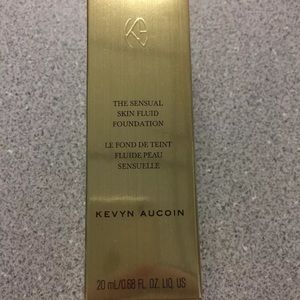 THE SENSUAL
SKIN FLUID
FOUNDATION
LE FOND DE TEINT
FLUIDE PEAU
SENSUELLE
KEVYN AUCOIN
20 mL/0.68 FL. OZ. LIQ. US